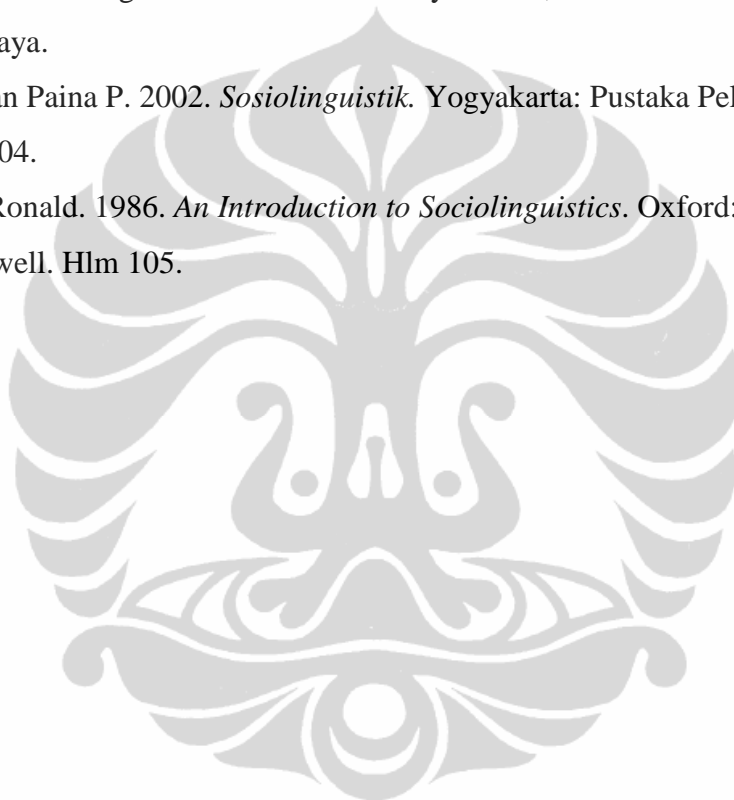 aya.
an Paina P. 2002. Sosiolinguistik. Yogyakarta: Pustaka Pel
04.
Ronald. 1986. An Introduction to Sociolinguistics. Oxford:
well. Hlm 105.